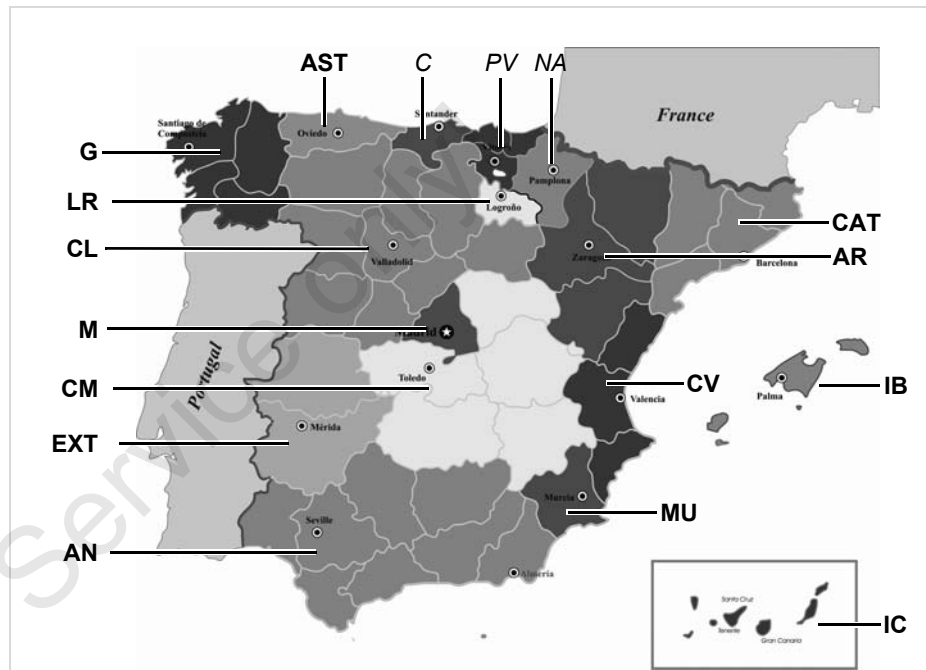 AST C PV NA
Santander
France
Santiago de
Compostela
Oviedo
G
Pamplona
LR
Logroño
CAT
CL
Valladolid
Zaragoza
AR
Barcelona
M
Madrid
Portugal
Toledo
CM
CV
Palma
IB
Valencia
EXT
Mérida
Murcia
MU
Seville
AN
Almería
Santa Cruz
Tenerife
Gran Canaria
IC
Service only